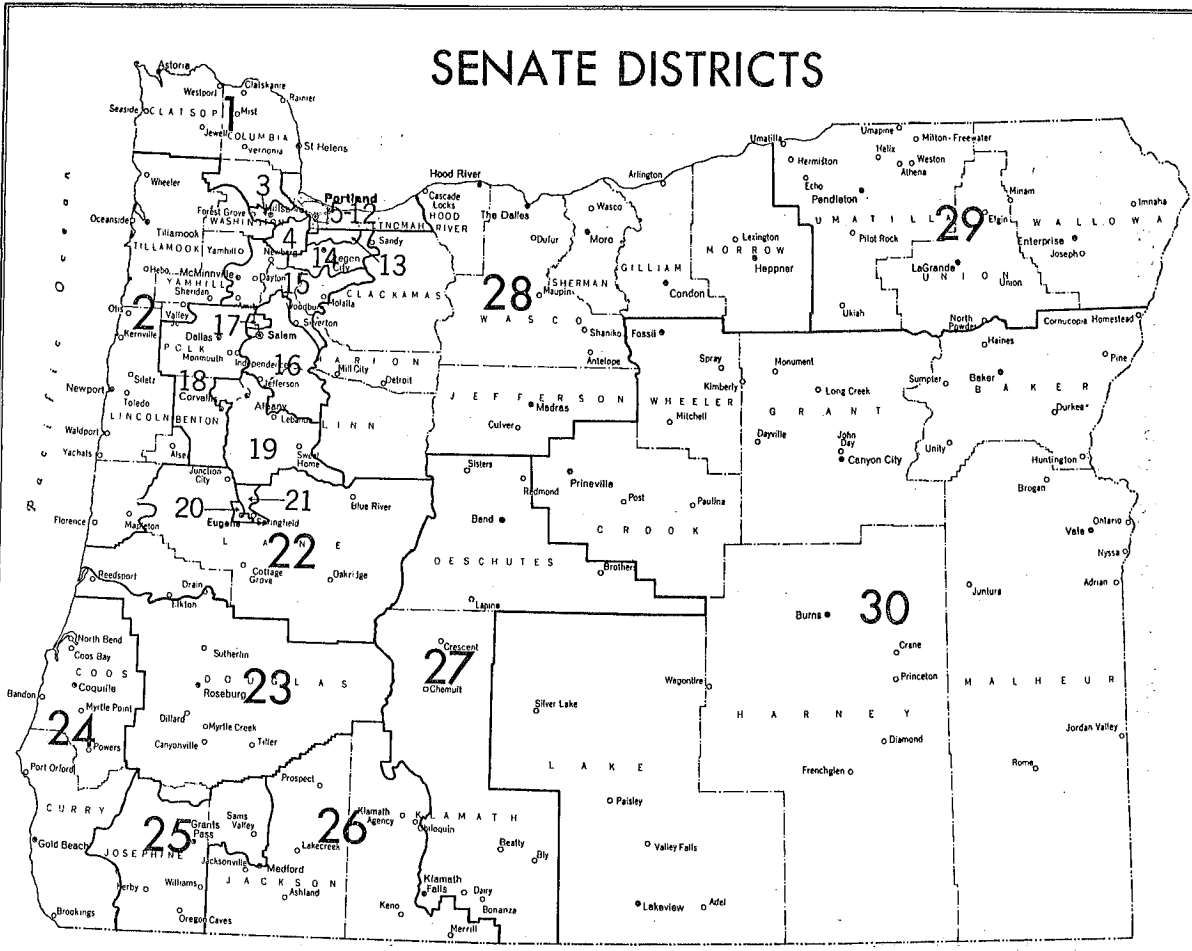 SENATE DISTRICTS
Astoria
Westport
Clatskanie
Rainier
Seaside
CLATSOP
1
Mist
Jewell
COLUMBIA
Vernonia
St Helens
Wheeler
3
Forest Grove
WASHINGTON
Portland
5-12
Hood River
Cascade Locks
HOOD RIVER
The Dalles
Arlington
Wasco
Umatilla
Umapine
Milton-Freewater
Hermiston
Helix
Weston
Athena
Echo
Pendleton
Minam
Imnaha
Oceanside
Tillamook
TILLAMOOK
Yamhill
4
14
Oregon City
Sandy
13
Newberg
Dufur
Moro
SHERMAN
GILLIAM
Lexington
MORROW
Heppner
UMATILLA
29
Elgin
WALLOWA
Pilot Rock
Enterprise
Joseph
LaGrande
UNION
Union
Hebo
McMinnville
YAMHILL
Dayton
15
Sheridan
Woodburn
Molalla
CLACKAMAS
28
Maupin
Condon
WASCO
Ukiah
North Powder
Cornucopia
Homestead
Otis
2
Valley Jc
Kernville
17
Silverton
Dallas
Salem
POLK
Monmouth
Independence
16
MARION
Mill City
Detroit
Jefferson
Shaniko
Antelope
Fossil
Spray
Kimberly
Monument
Haines
Pine
Sumpter
Baker
BAKER
Durkee
Siletz
18
Newport
Toledo
Corvallis
Albany
Lebanon
LINCOLN
BENTON
LINN
JEFFERSON
Madras
Culver
WHEELER
Mitchell
Long Creek
GRANT
Dayville
John Day
Canyon City
Unity
Huntington
Waldport
Yachats
Alsea
19
Sweet Home
Junction City
Sisters
Redmond
Prineville
Post
Paulina
Brogan
20
21
Blue River
Eugene
Springfield
Florence
Mapleton
LANE
22
Bend
CROOK
Vale
Ontario
Nyssa
Cottage Grove
Oakridge
DESCHUTES
Brothers
Juntura
Adrian
Reedsport
Drain
Elkton
Lapine
Burns
30
North Bend
Coos Bay
Sutherlin
Crescent
27
Crane
COOS
DOUGLAS
23
Chemult
Wagontire
Princeton
MALHEUR
Coquille
Roseburg
Bandon
Myrtle Point
Dillard
Silver Lake
HARNEY
24
Myrtle Creek
Jordan Valley
Powers
Canyonville
Tiller
Diamond
Port Orford
Prospect
LAKE
Frenchglen
Rome
CURRY
Sams Valley
Klamath Agency
KLAMATH
Chiloquin
Paisley
25
Grants Pass
26
Gold Beach
JOSEPHINE
Lakecreek
Beatty
Bly
Valley Falls
Jacksonville
Medford
JACKSON
Kerby
Williams
Ashland
Klamath Falls
Dairy
Bonanza
Lakeview
Adel
Brookings
Oregon Caves
Keno
Merrill